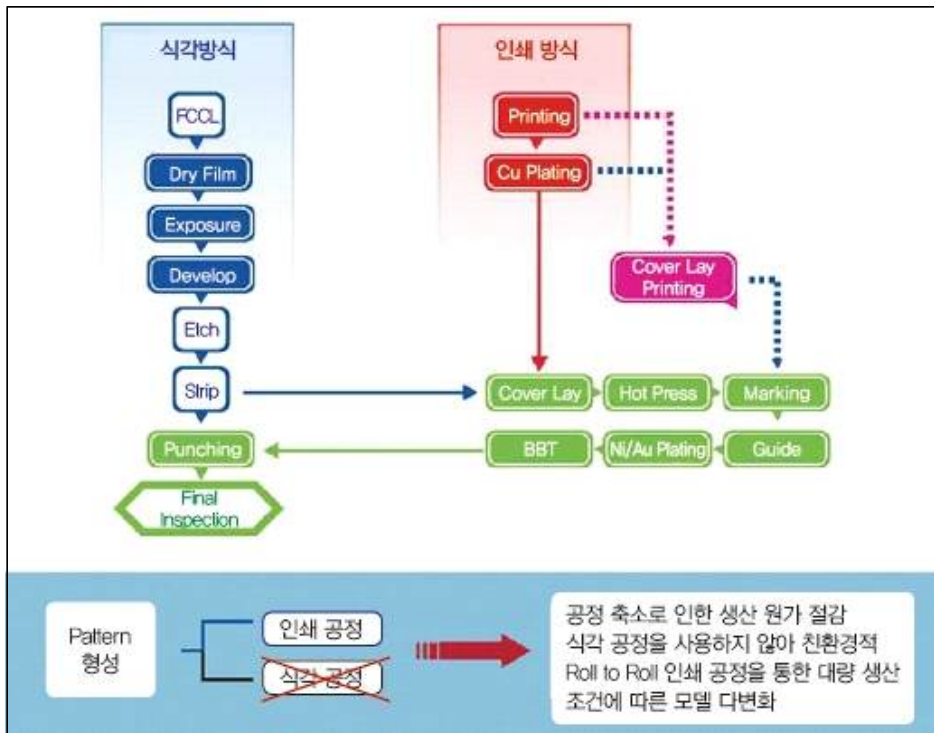 식각방식
FCCL
Dry Film
Exposure
Develop
Etch
Strip
Punching
Final
Inspection
인쇄 방식
Printing
Cu Plating
Cover Lay
Printing
Cover Lay
Hot Press
Marking
BBT
Ni/Au Plating
Guide
Pattern
형성
인쇄 공정
식각 공정
공정 축소로 인한 생산 원가 절감
식각 공정을 사용하지 않아 친환경적
Roll to Roll 인쇄 공정을 통한 대량 생산
조건에 따른 모델 다변화